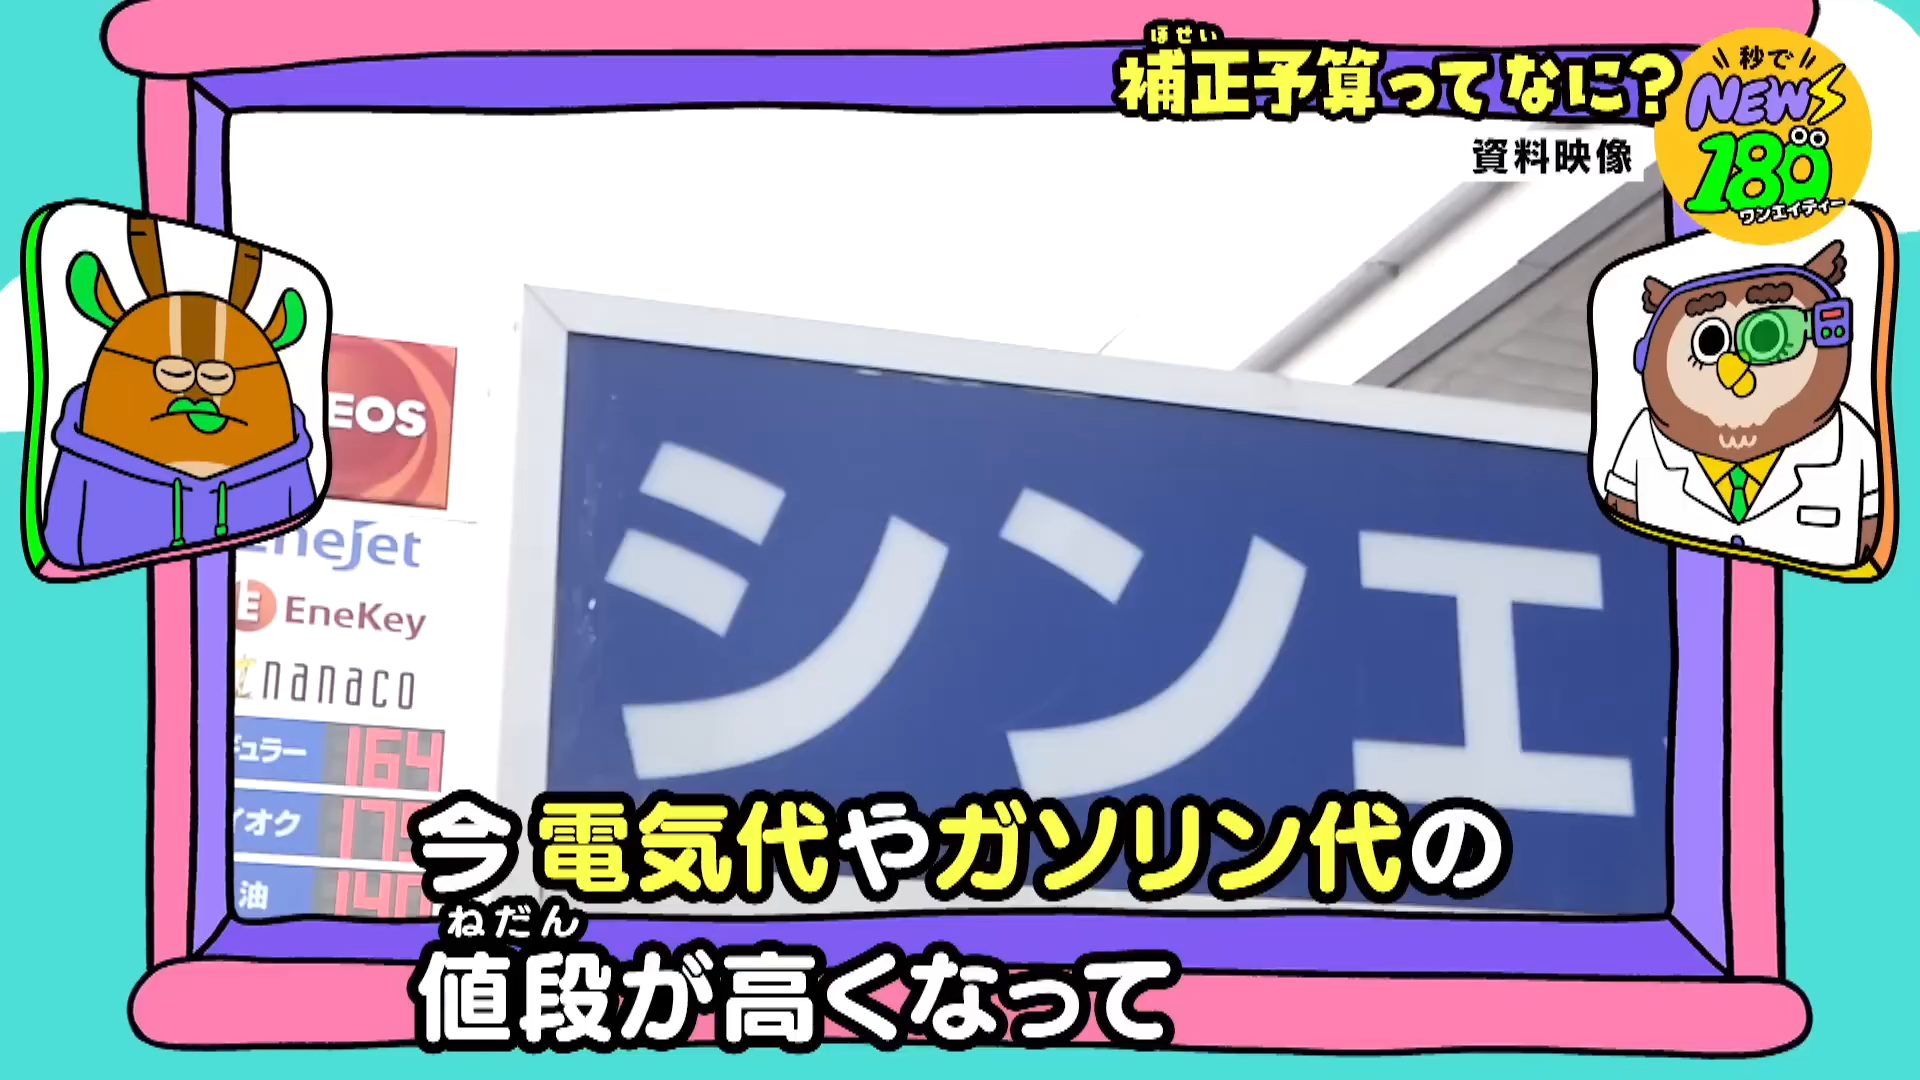 ほせい
補正予算ってなに？
秒で
NEWS
180
ワンエイティー
資料映像
EOS
Enejet
EneKey
nanaco
ギュラー 164
イオク
油
シンエ
今電気代やガソリン代の
ねだん
値段が高くなって